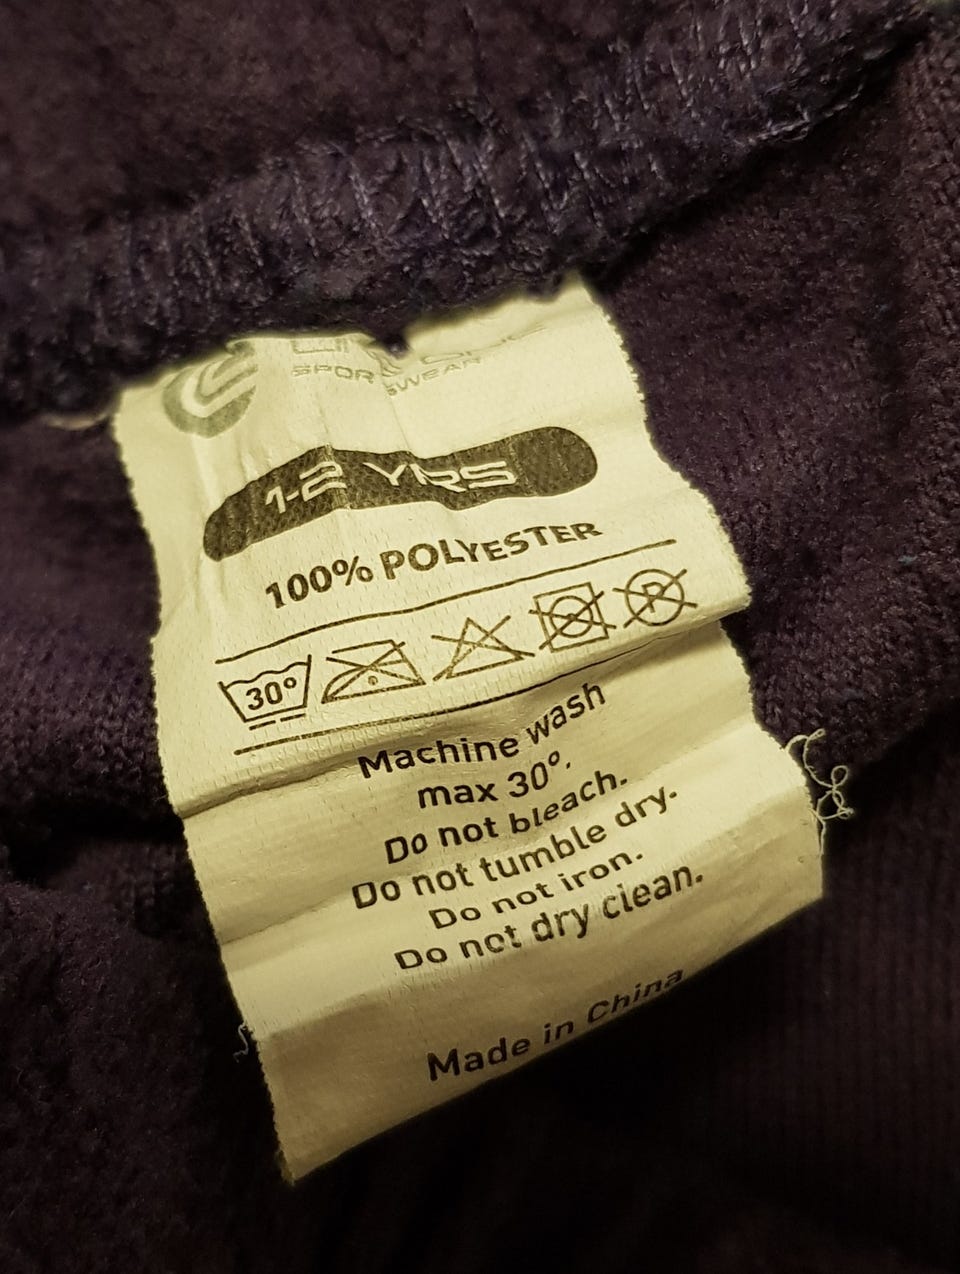 SPORTSWEAR
1-2 YRS
100% POLYESTER
30° P
Machine wash
max 30°.
Do not bleach.
Do not tumble dry.
Do not iron.
Do not dry clean.
Made in China